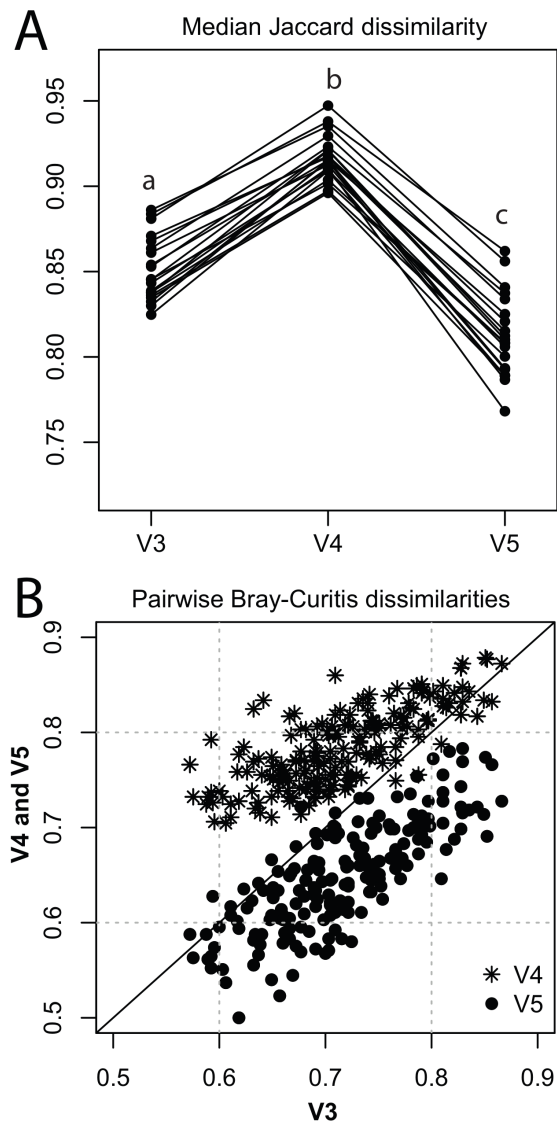 A
Median Jaccard dissimilarity
0.95
0.90
0.85
0.80
0.75
a
b
c
V3
V4
V5
B
Pairwise Bray-Curitis dissimilarities
0.9
0.8
0.7
0.6
0.5
V4 and V5
V4
V5
0.5
0.6
0.7
0.8
0.9
V3